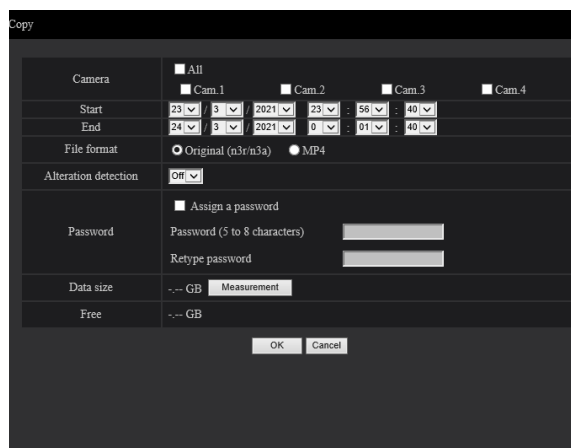 Copy
Camera
All
Cam.1 Cam.2 Cam.3 Cam.4
Start 23 / 3 / 2021 23 : 56 : 40
End 24 / 3 / 2021 0 : 01 : 40
File format Original (n3r/n3a) MP4
Alteration detection Off
Assign a password
Password Password (5 to 8 characters)
Retype password
Data size -.-- GB Measurement
Free -.-- GB
OK Cancel